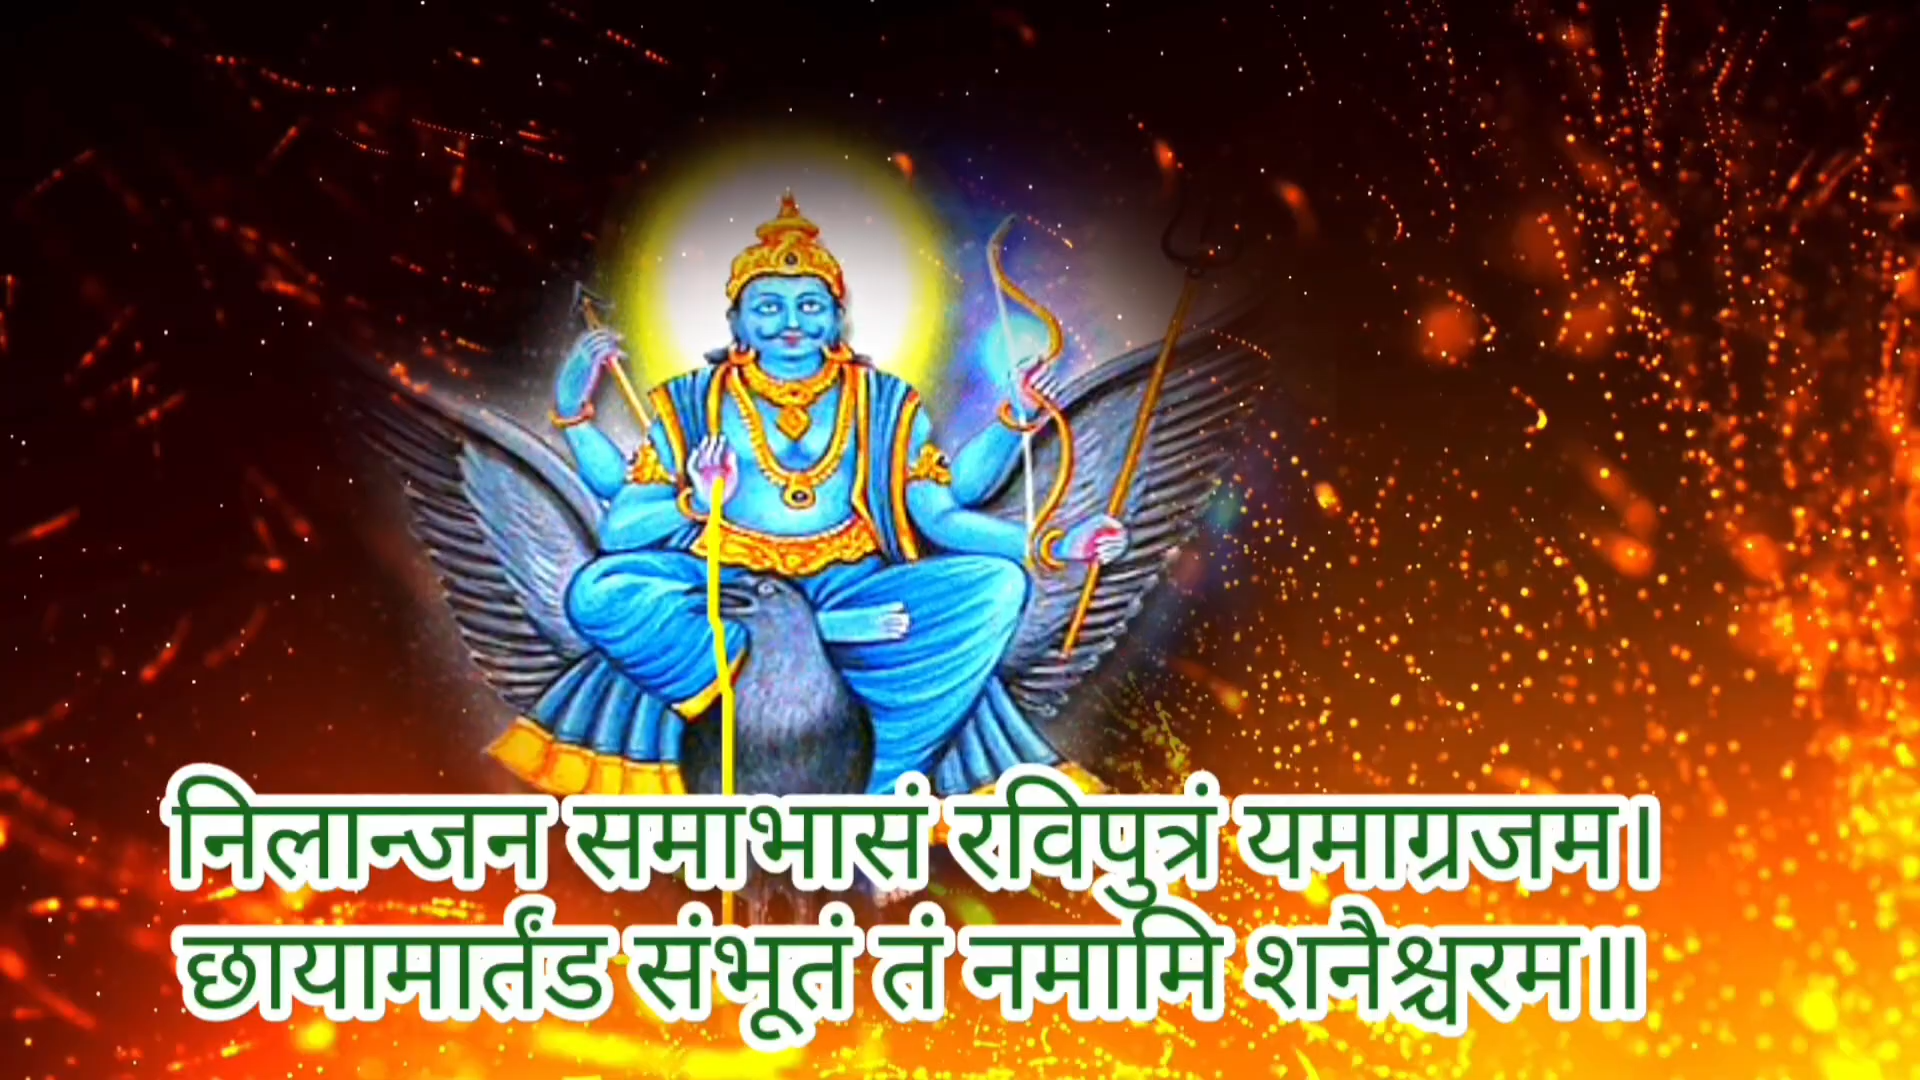 निलान्जन समाभासं रविपुत्रं यमाग्रजम।
छायामार्तंड संभूतं तं नमामि शनैश्चरम॥